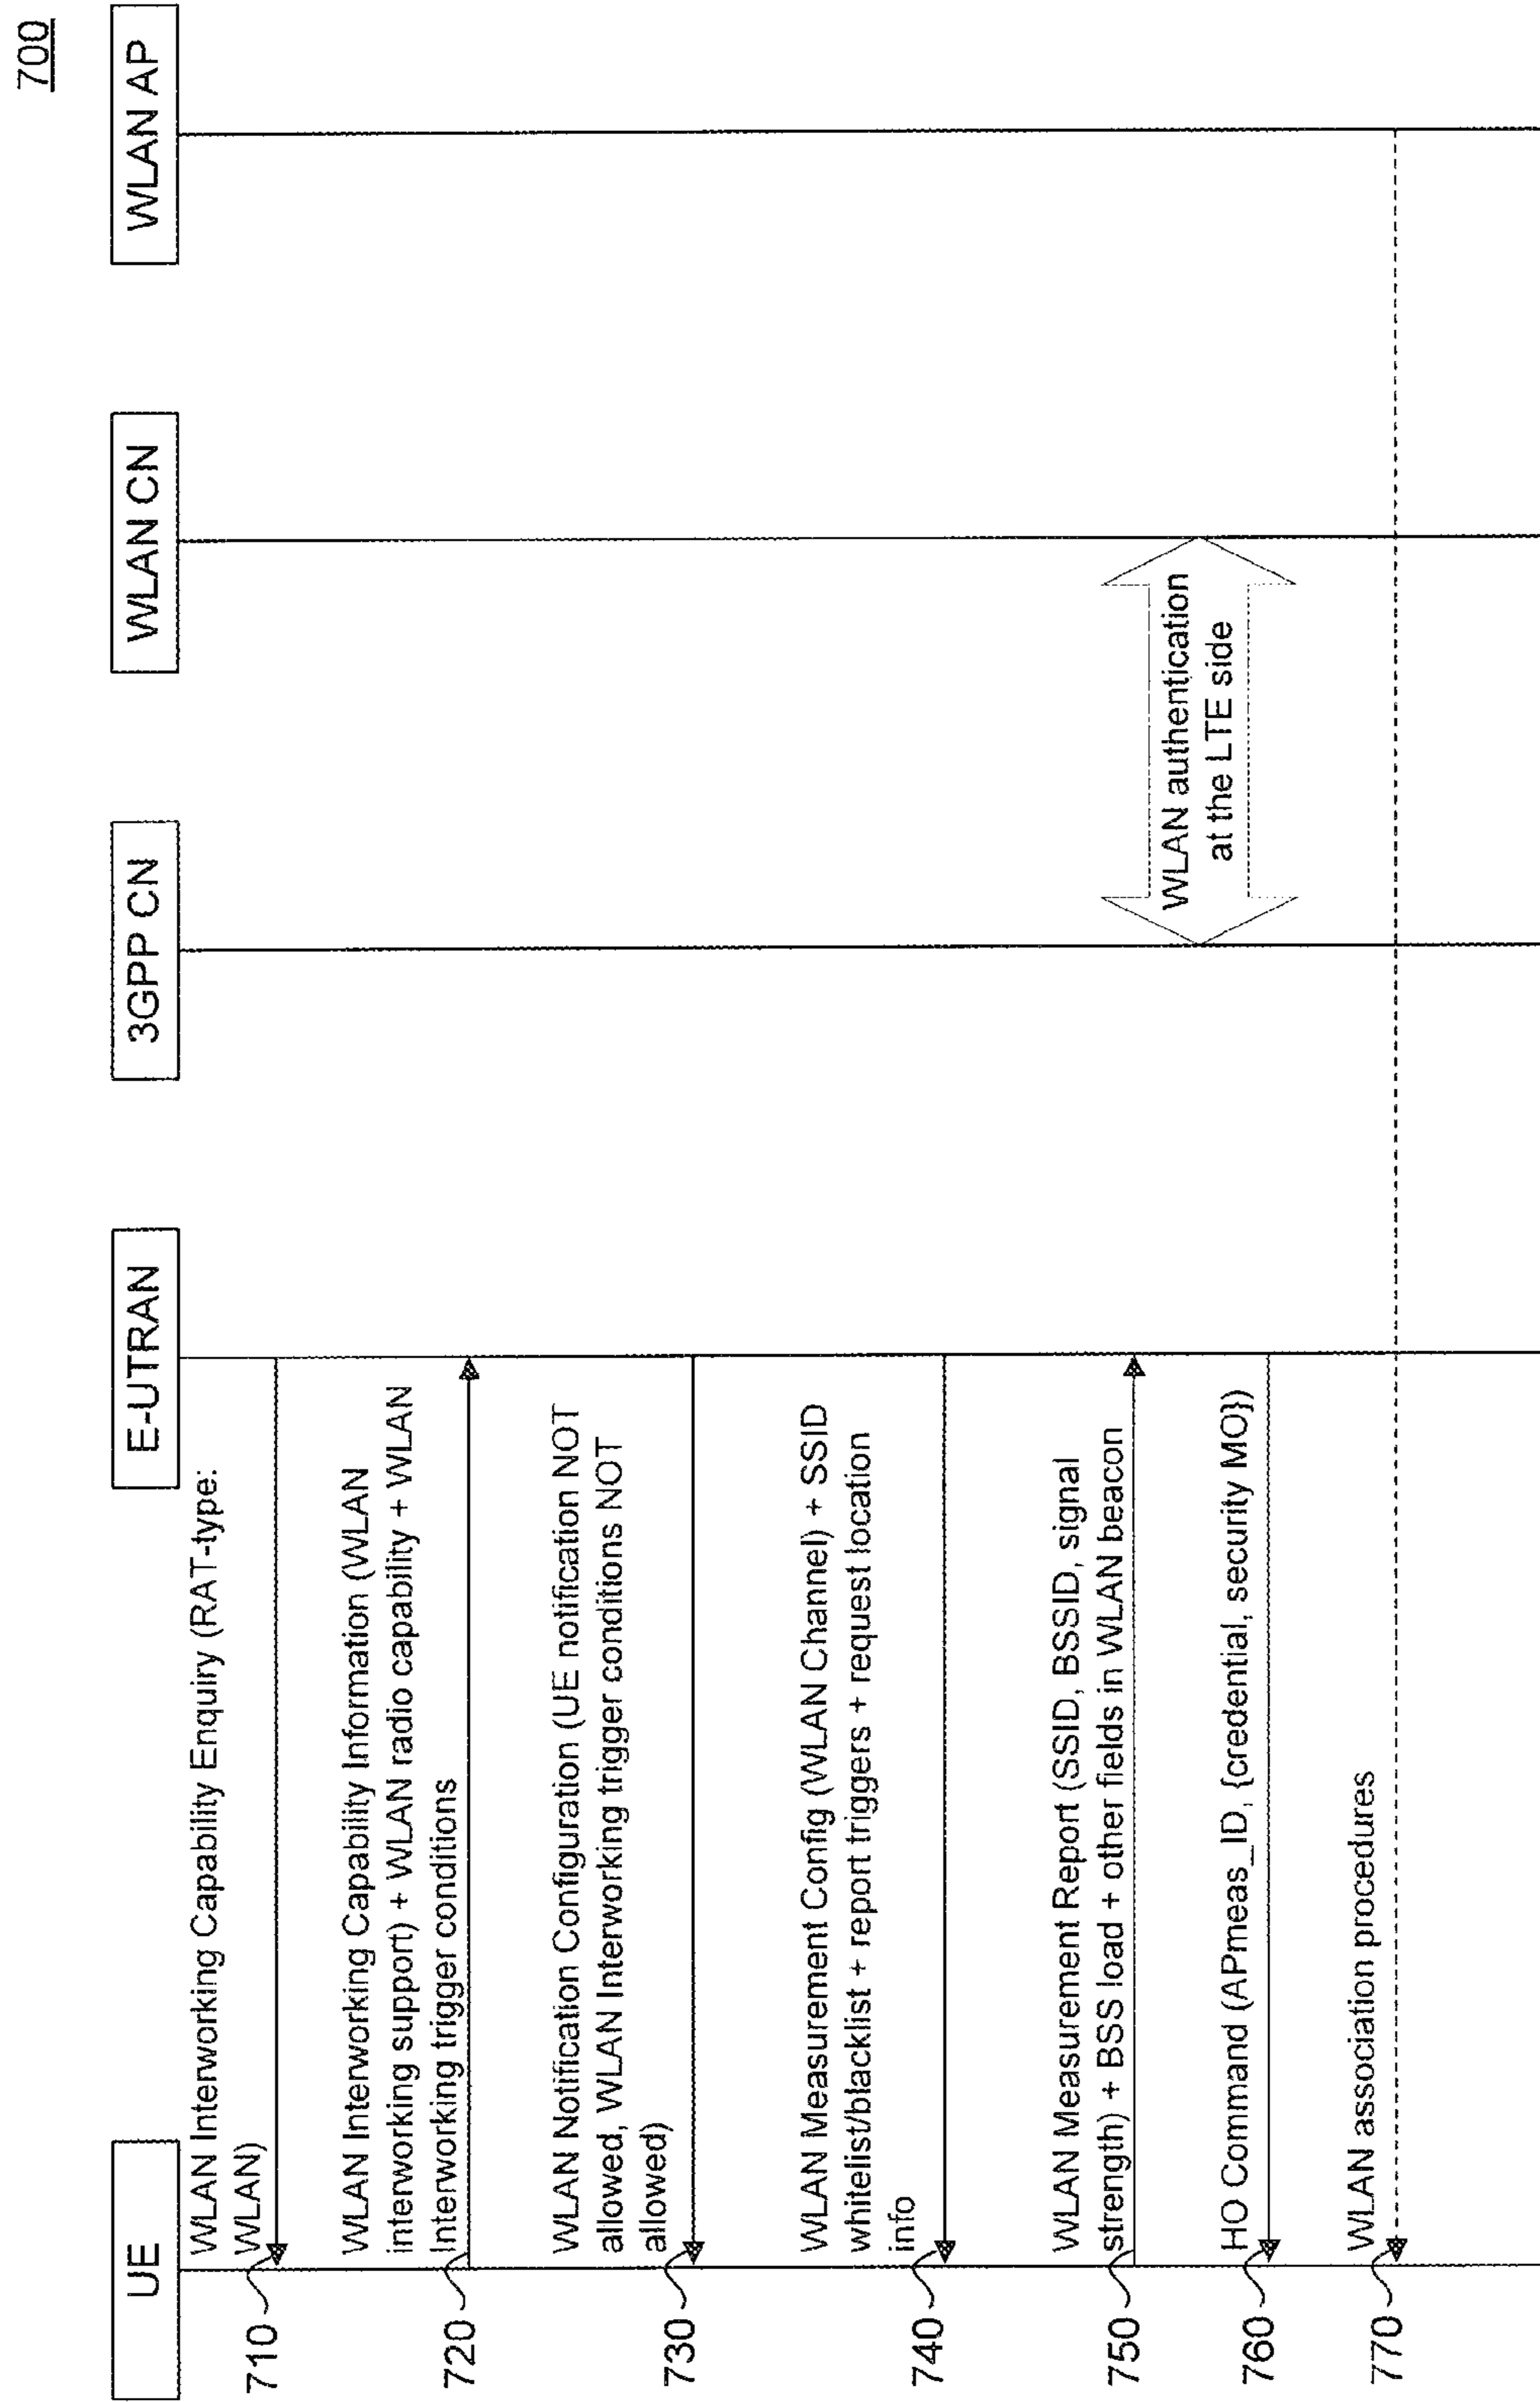 700
UE
E-UTRAN
3GPP CN
WLAN CN
WLAN AP
710
WLAN Interworking Capability Enquiry (RAT-type:
WLAN)
720
WLAN Interworking Capability Information (WLAN
interworking support) + WLAN radio capability + WLAN
Interworking trigger conditions
730
WLAN Notification Configuration (UE notification NOT
allowed, WLAN Interworking trigger conditions NOT
allowed)
740
WLAN Measurement Config (WLAN Channel) + SSID
whitelist/blacklist + report triggers + request location
info
750
WLAN Measurement Report (SSID, BSSID, signal
strength) + BSS load + other fields in WLAN beacon
WLAN authentication
at the LTE side
760
HO Command (APmeas_ID, {credential, security MO})
770
WLAN association procedures